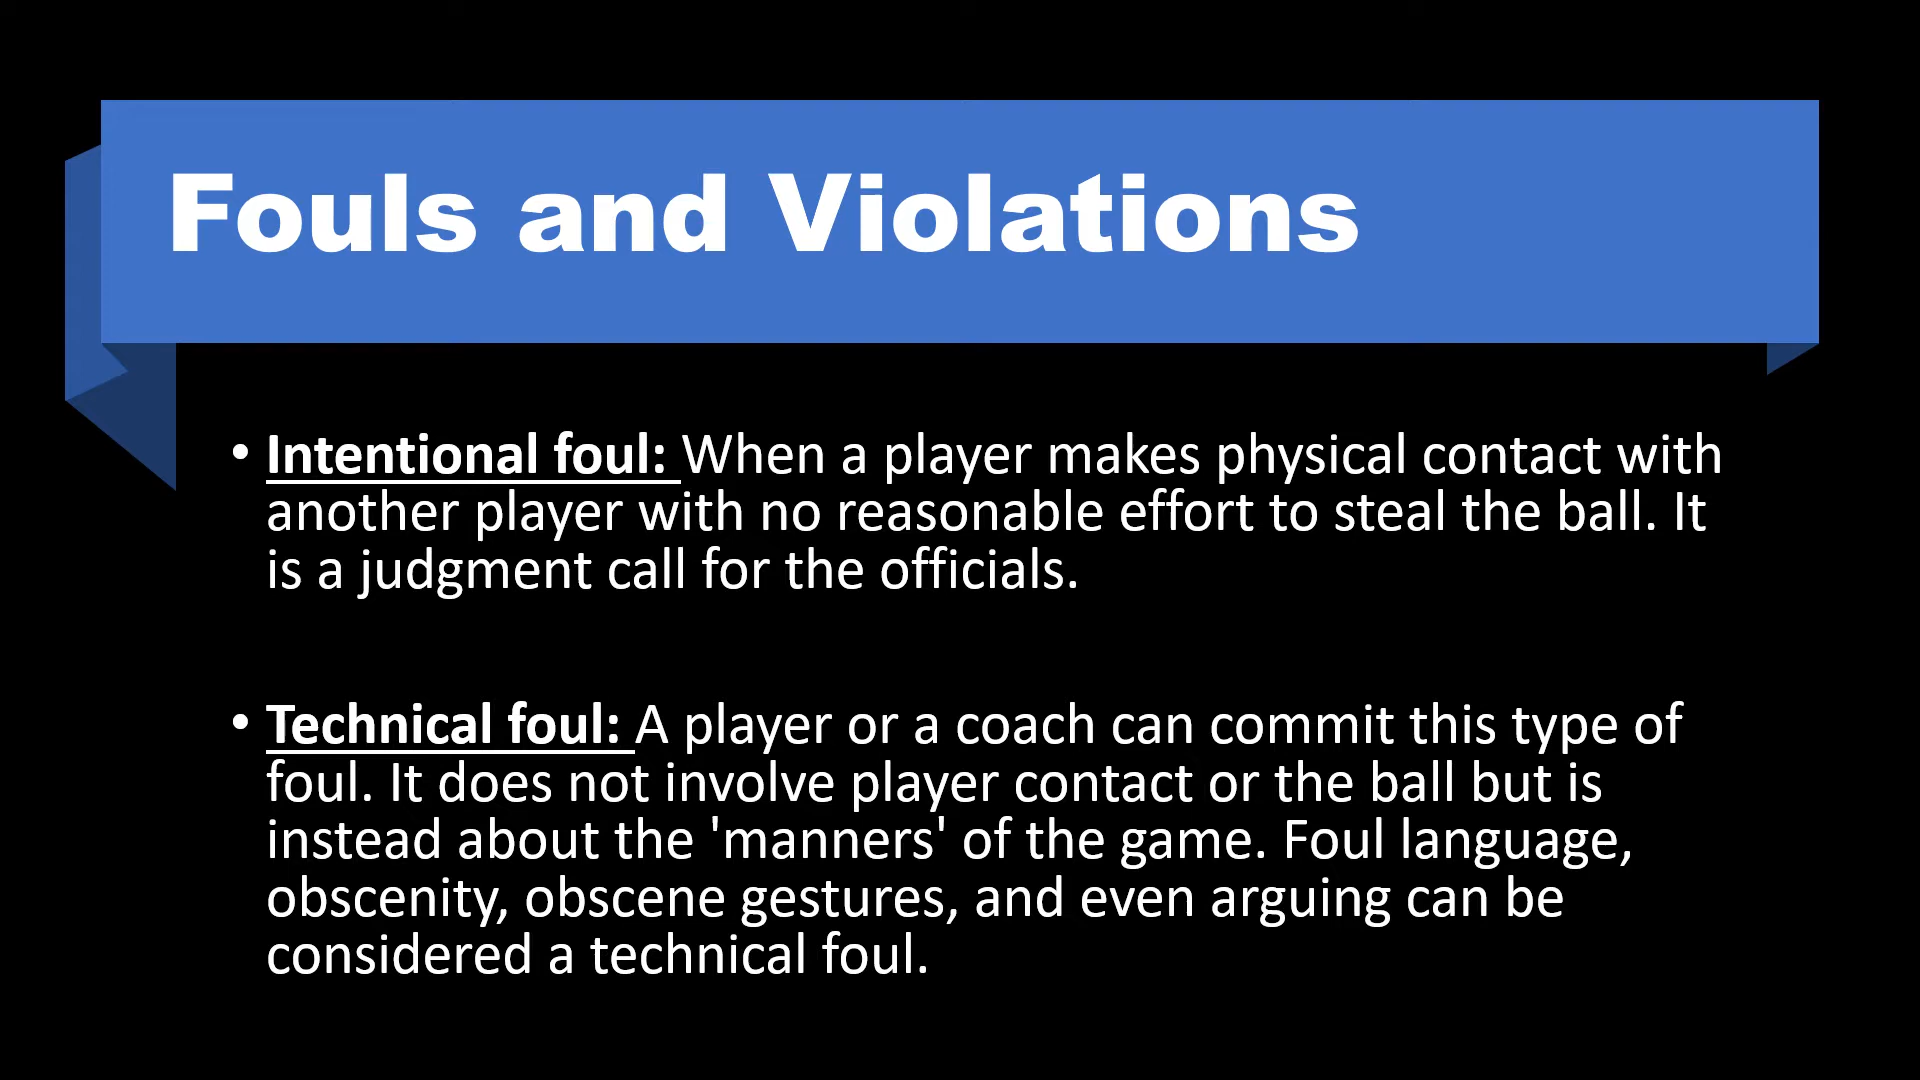 Fouls and Violations
• Intentional foul: When a player makes physical contact with
another player with no reasonable effort to steal the ball. It
is a judgment call for the officials.
• Technical foul: A player or a coach can commit this type of
foul. It does not involve player contact or the ball but is
instead about the 'manners' of the game. Foul language,
obscenity, obscene gestures, and even arguing can be
considered a technical foul.